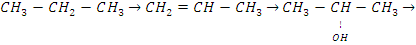 CH₃ − CH₂ − CH₃ → CH₂ = CH − CH₃ → CH₃ − CH − CH₃ →
OH